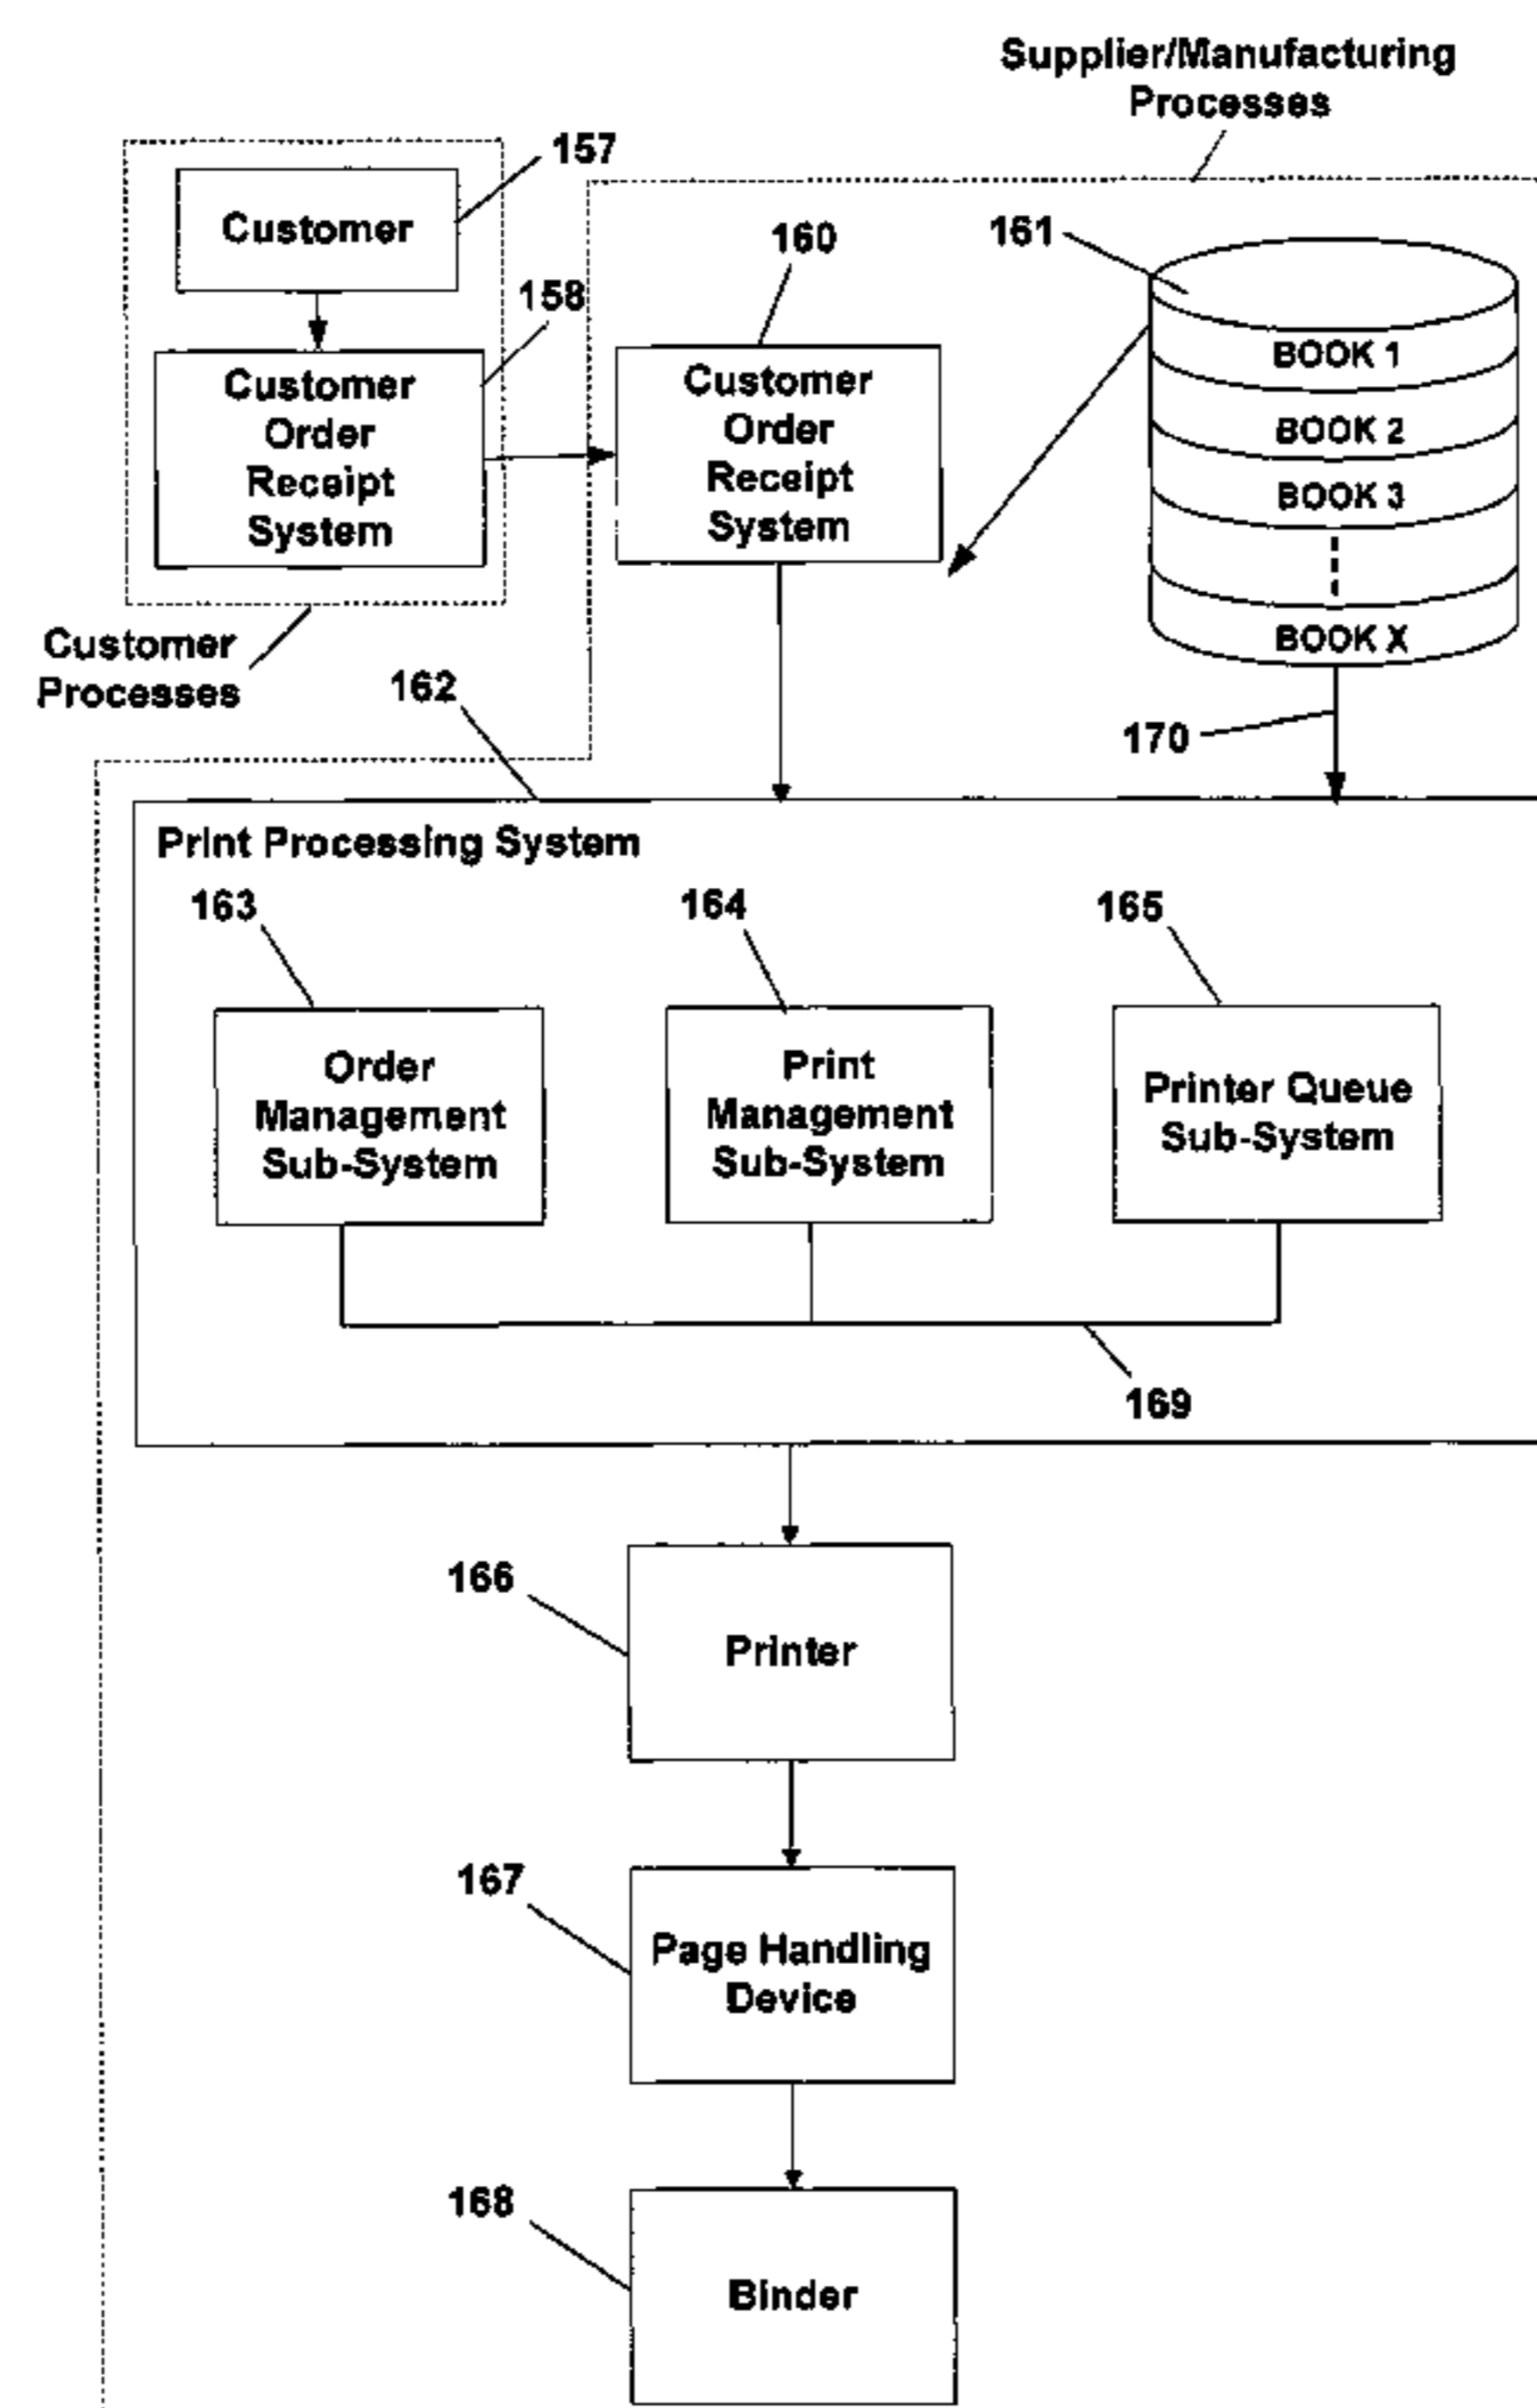 Supplier/Manufacturing
Processes
157
Customer
160
161
158
Customer
Order
Receipt
System
Customer
Order
Receipt
System
BOOK 1
BOOK 2
BOOK 3
BOOK X
Customer
Processes
162
170
Print Processing System
163
164
165
Order
Management
Sub-System
Print
Management
Sub-System
Printer Queue
Sub-System
169
166
Printer
167
Page Handling
Device
168
Binder